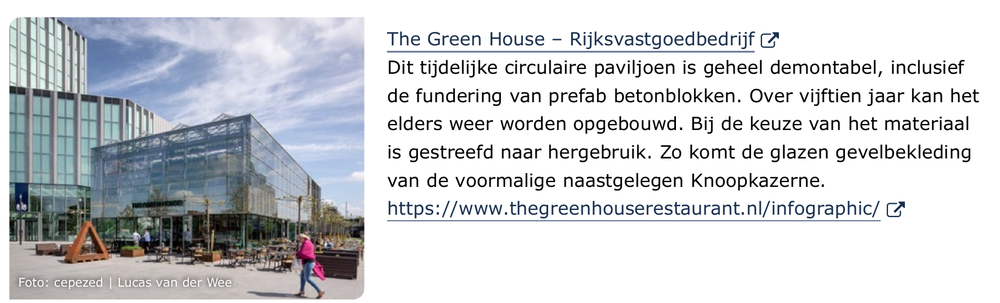 The Green House – Rijksvastgoedbedrijf
Dit tijdelijke circulaire paviljoen is geheel demontabel, inclusief
de fundering van prefab betonblokken. Over vijftien jaar kan het
elders weer worden opgebouwd. Bij de keuze van het materiaal
is gestreefd naar hergebruik. Zo komt de glazen gevelbekleding
van de voormalige naastgelegen Knoopkazerne.
https://www.thegreenhouserestaurant.nl/infographic/
Foto: cepezed | Lucas van der Wee